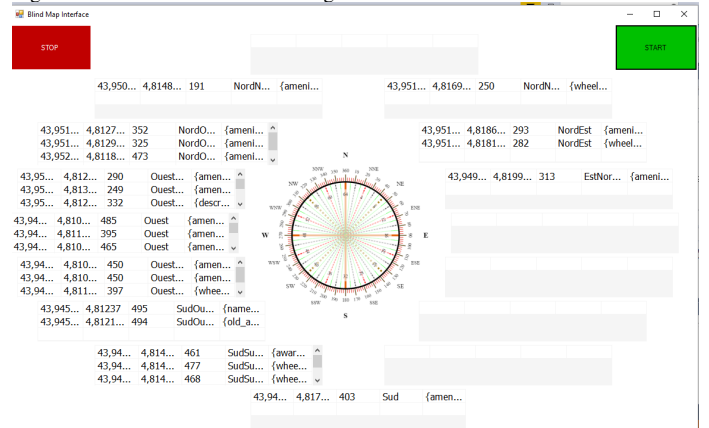 Blind Map Interface
STOP
START
43,950... 4,8148... 191 NordN... {ameni...
43,951... 4,8169... 250 NordN... {wheel...
43,951... 4,8127... 352 NordO... {ameni...
43,951... 4,8129... 325 NordO... {ameni...
43,952... 4,8118... 473 NordO... {ameni...
43,951... 4,8186... 293 NordEst {ameni...
43,951... 4,8181... 282 NordEst {wheel...
43,95... 4,812... 290 Ouest... {amen...
43,95... 4,813... 249 Ouest... {amen...
43,95... 4,812... 332 Ouest... {descr...
43,949... 4,8199... 313 EstNor... {ameni...
43,94... 4,810... 485 Ouest {amen...
43,94... 4,811... 395 Ouest {amen...
43,94... 4,810... 465 Ouest {amen...
43,94... 4,810... 450 Ouest... {amen...
43,94... 4,810... 450 Ouest... {amen...
43,94... 4,811... 397 Ouest... {whee...
N
NNW
NNE
NW
NE
WNW
ENE
W
E
WSW
ESE
SW
SE
SSW
SSE
S
43,945... 4,81237 495 SudOu... {name...
43,945... 4,8121... 494 SudOu... {old_a...
43,94... 4,814... 461 SudSu... {awar...
43,94... 4,814... 477 SudSu... {whee...
43,94... 4,814... 468 SudSu... {whee...
43,94... 4,817... 403 Sud {amen...